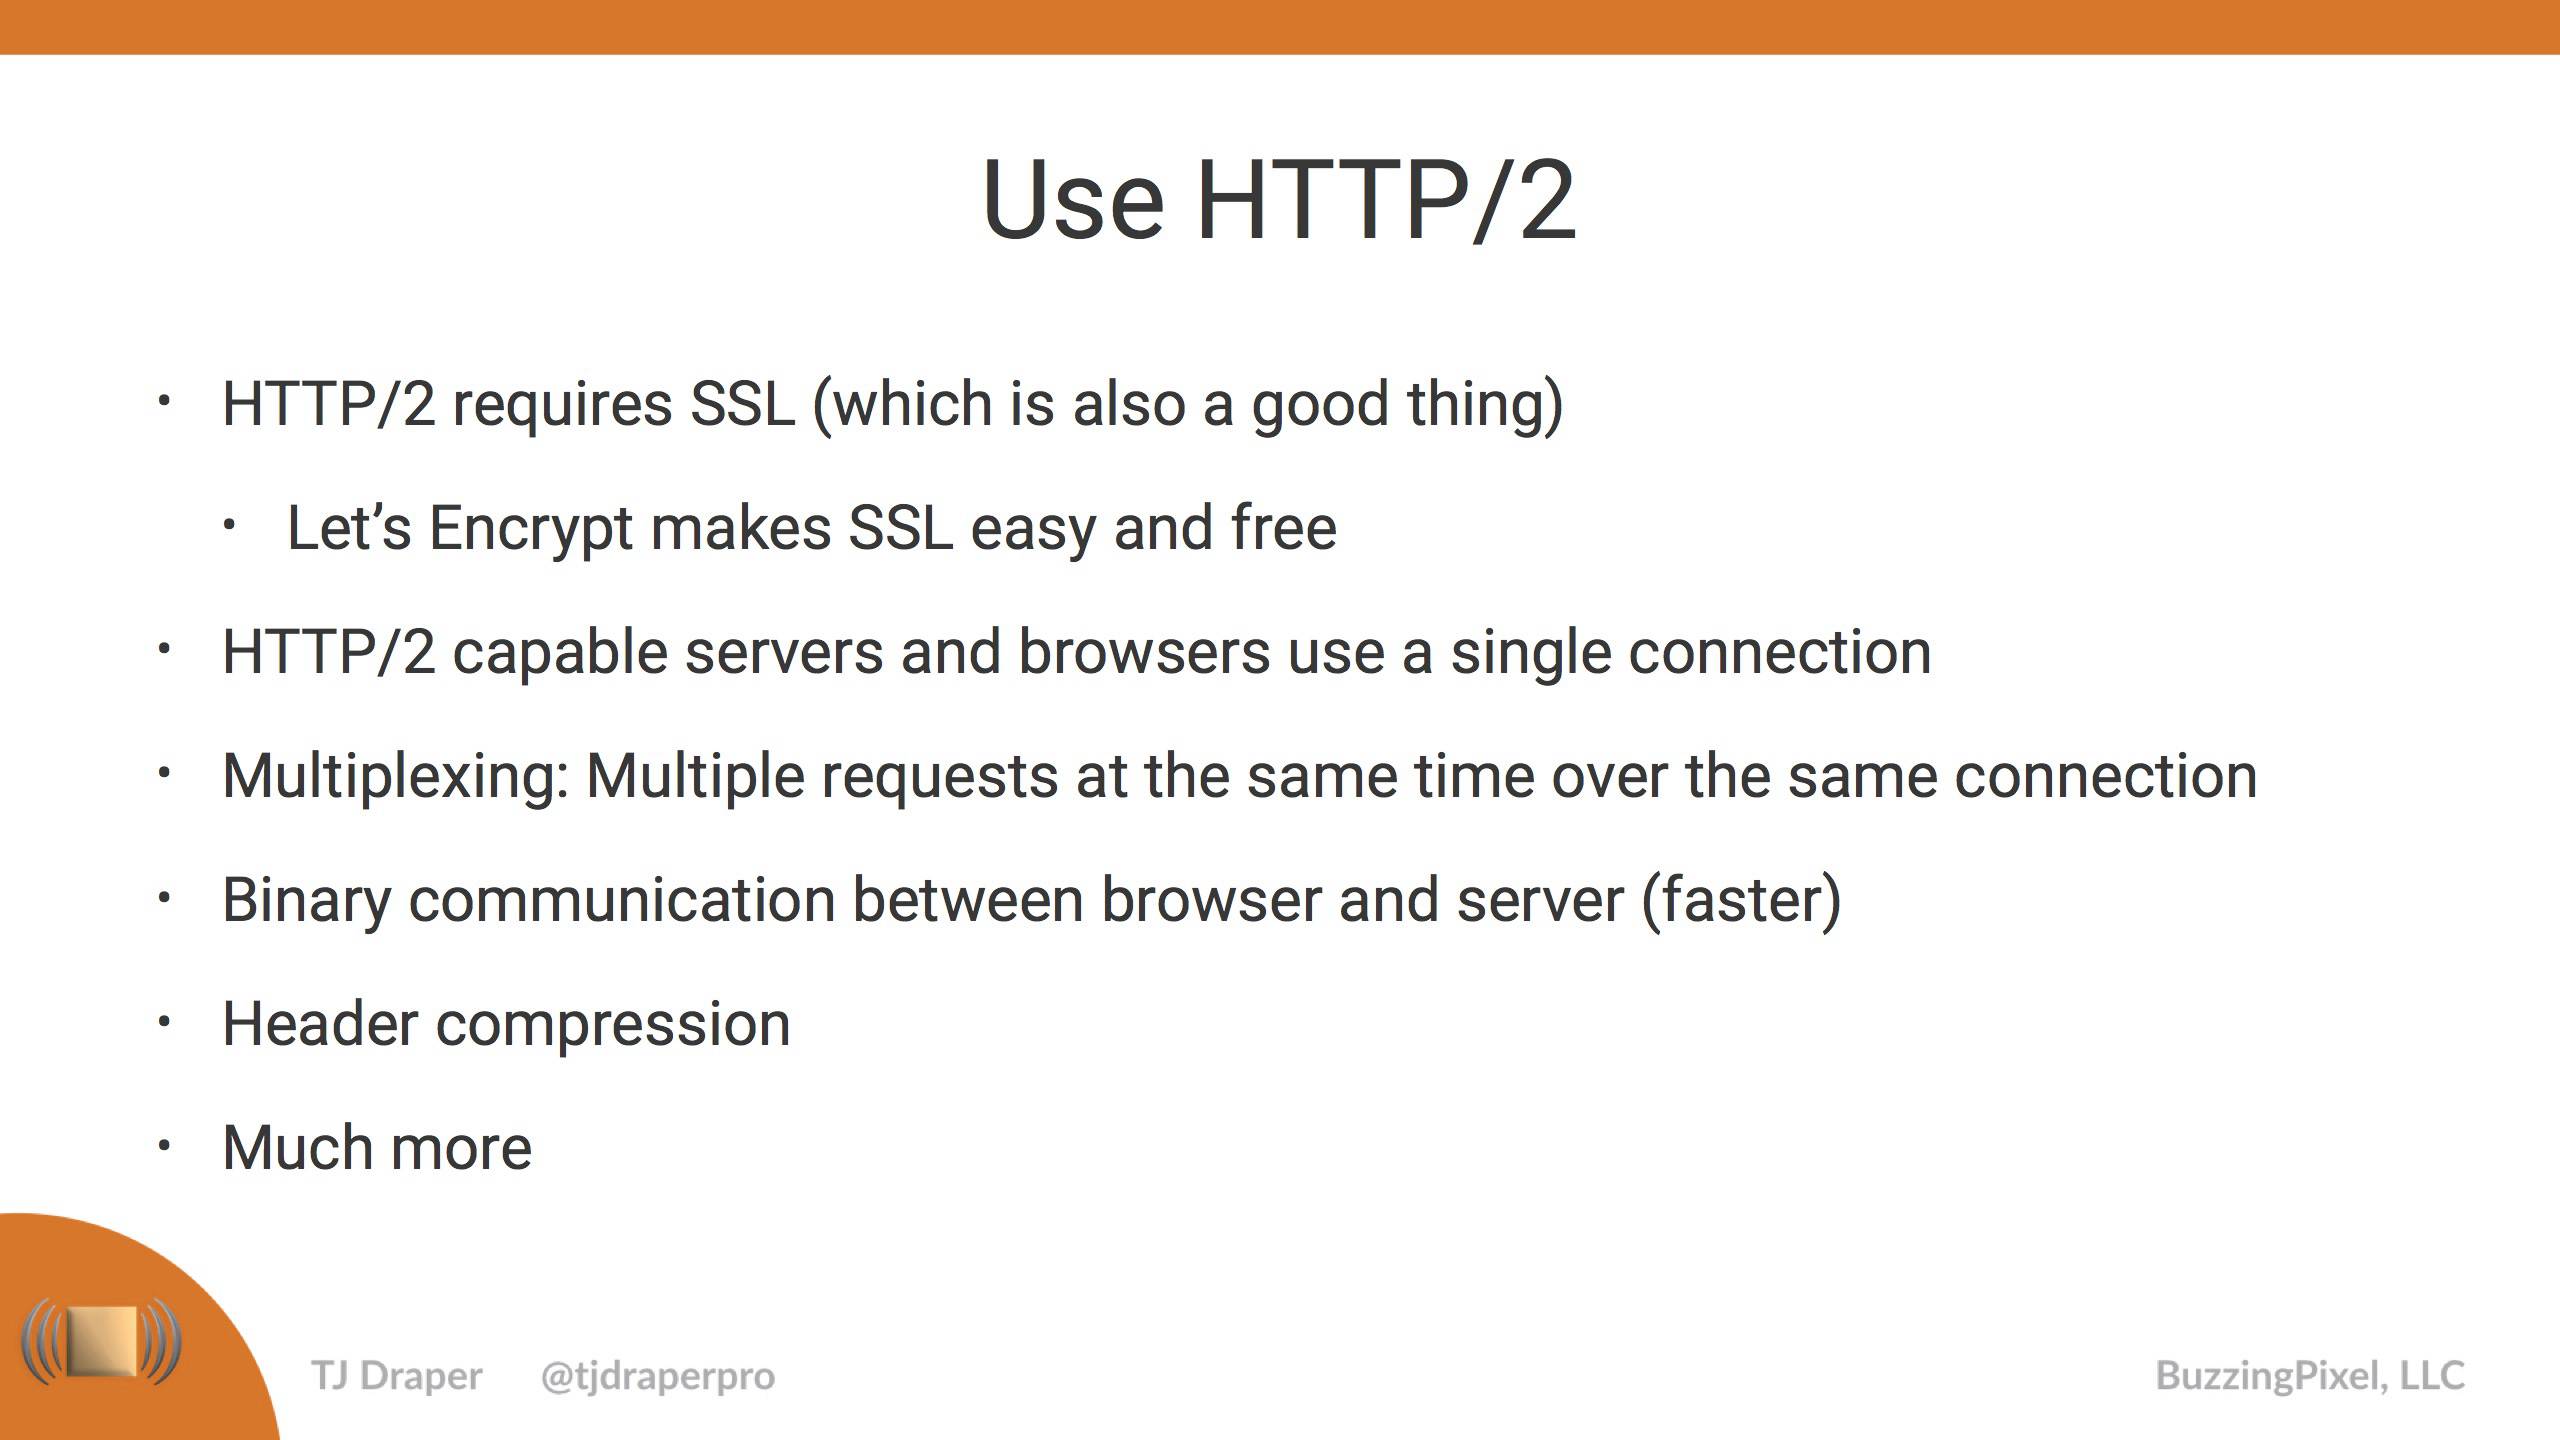 Use HTTP/2
• HTTP/2 requires SSL (which is also a good thing)
• Let’s Encrypt makes SSL easy and free
• HTTP/2 capable servers and browsers use a single connection
• Multiplexing: Multiple requests at the same time over the same connection
• Binary communication between browser and server (faster)
• Header compression
• Much more
TJ Draper @tjdraperpro BuzzingPixel, LLC